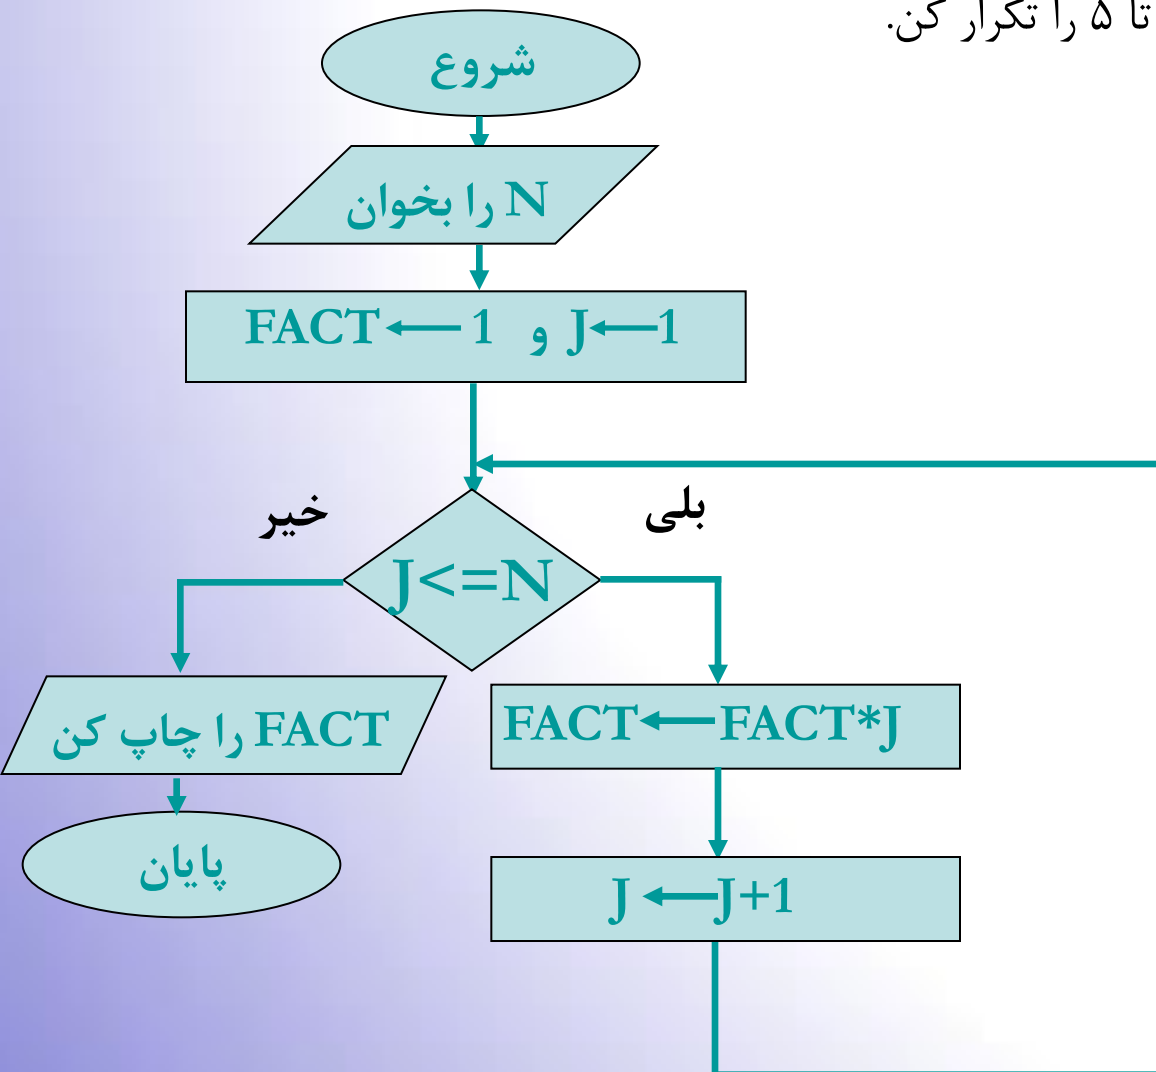 تا ۵ را تکرار کن.
شروع
N را بخوان
FACT ← 1 و J ← 1
خیر
بلی
J<=N
FACT را چاپ کن
FACT ← FACT*J
پایان
J ← J+1